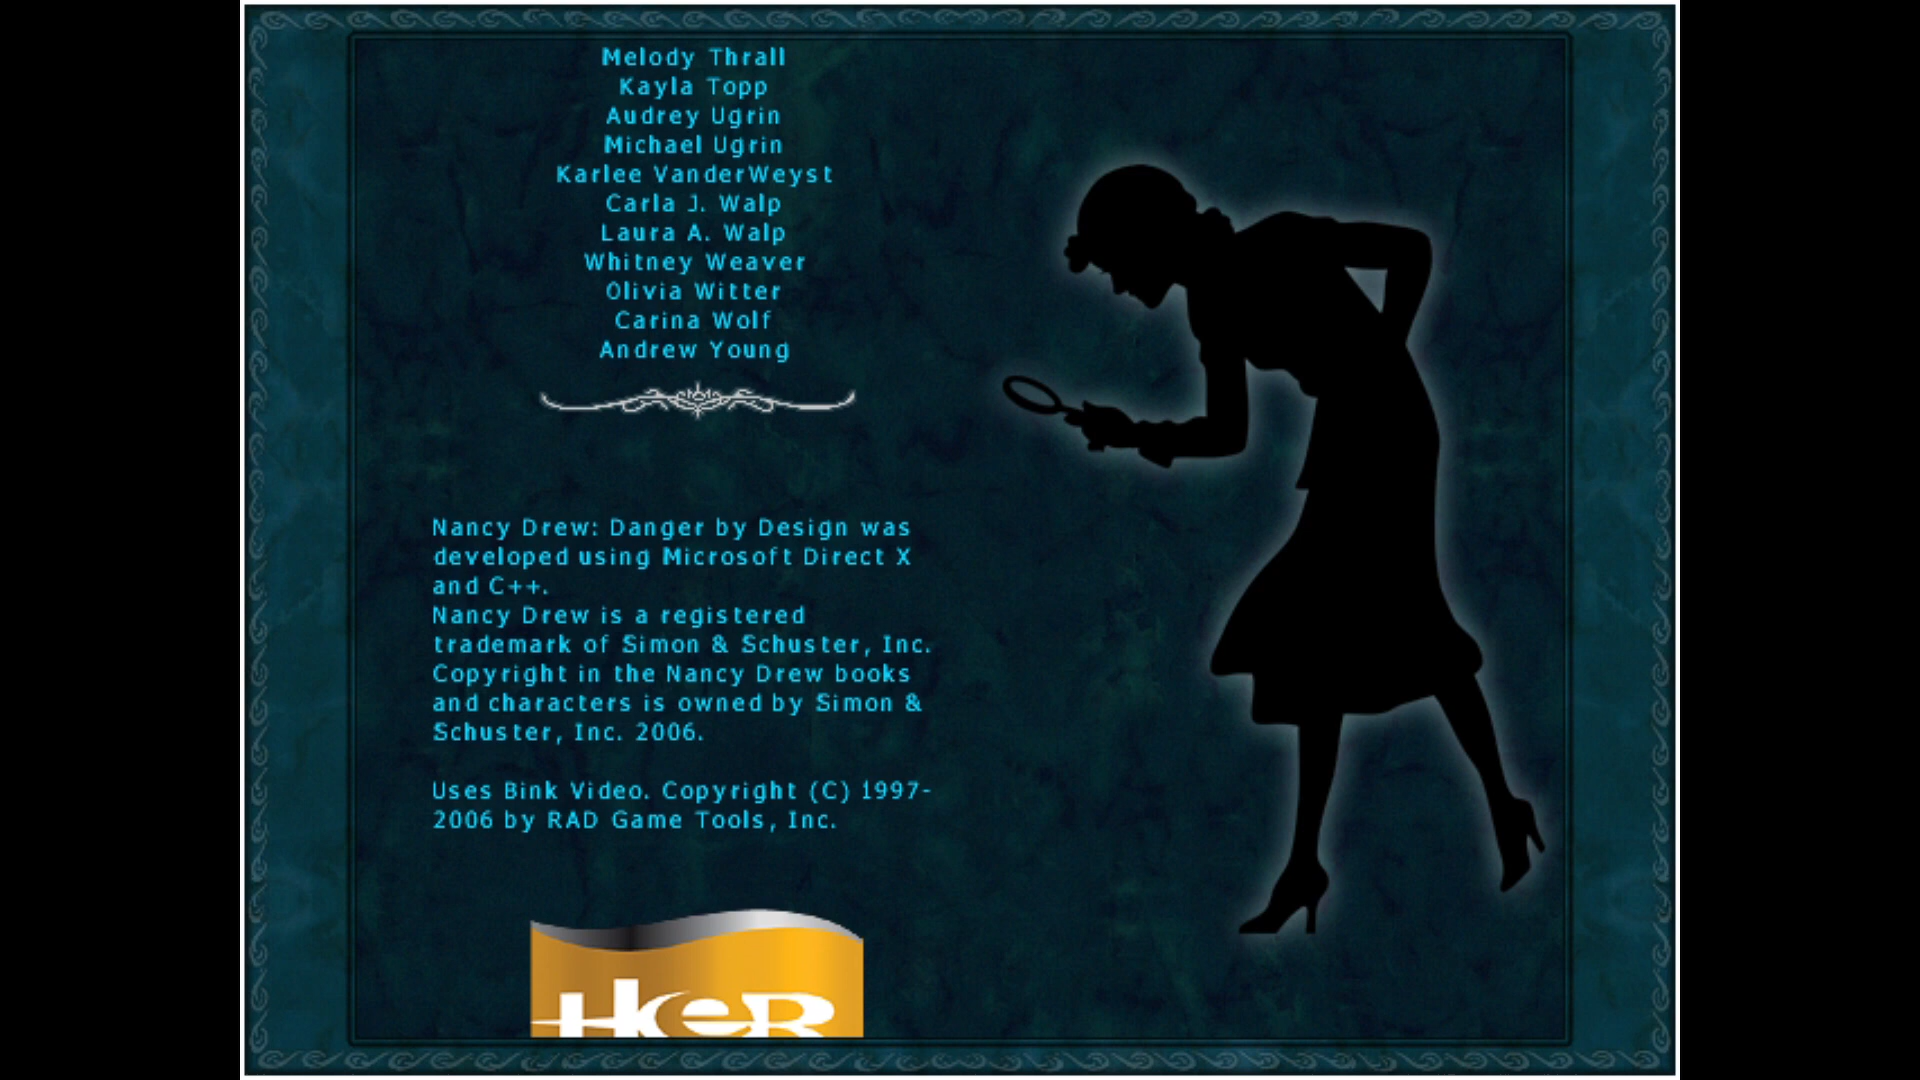 Melody Thrall
Kayla Topp
Audrey Ugrin
Michael Ugrin
Karlee VanderWeyst
Carla J. Walp
Laura A. Walp
Whitney Weaver
Olivia Witter
Carina Wolf
Andrew Young
Nancy Drew: Danger by Design was
developed using Microsoft Direct X
and C++.
Nancy Drew is a registered
trademark of Simon & Schuster, Inc.
Copyright in the Nancy Drew books
and characters is owned by Simon &
Schuster, Inc. 2006.
Uses Bink Video. Copyright (C) 1997-
2006 by RAD Game Tools, Inc.
HeR